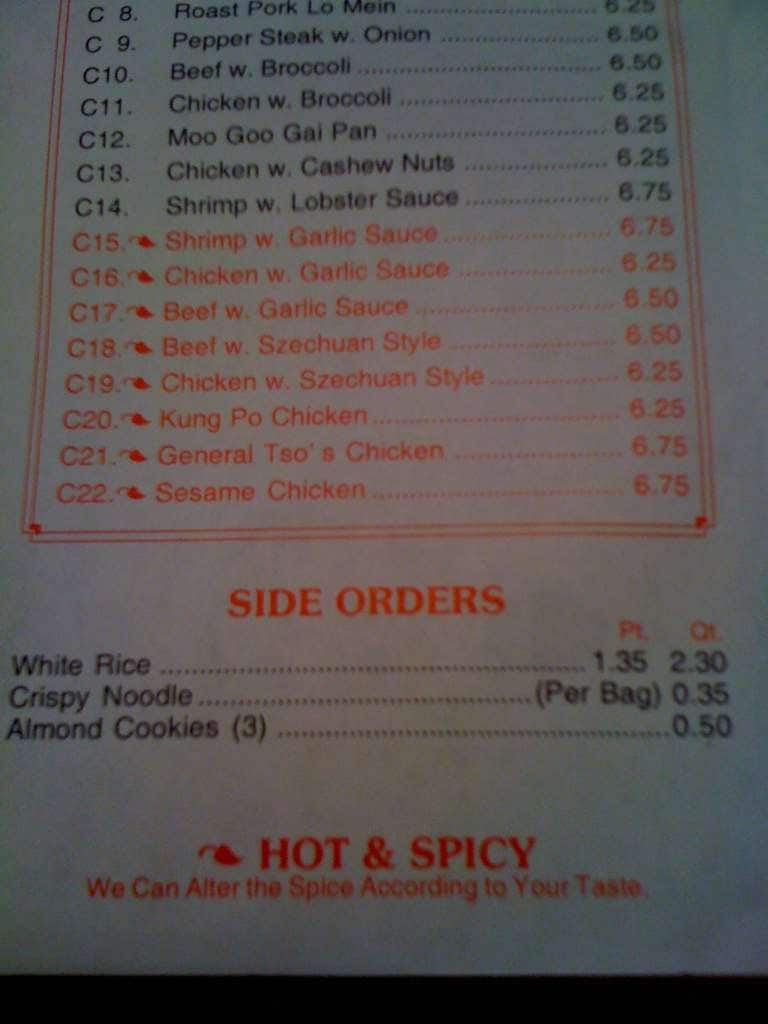 C 8. Roast Pork Lo Mein ........................ 6.25
C 9. Pepper Steak w. Onion .................... 6.50
C10. Beef w. Broccoli .............................. 6.50
C11. Chicken w. Broccoli ......................... 6.25
C12. Moo Goo Gai Pan ........................... 6.25
C13. Chicken w. Cashew Nuts ................. 6.25
C14. Shrimp w. Lobster Sauce ................. 6.75
C15. Shrimp w. Garlic Sauce .................... 6.75
C16. Chicken w. Garlic Sauce .................. 6.25
C17. Beef w. Garlic Sauce ....................... 6.50
C18. Beef w. Szechuan Style ................... 6.50
C19. Chicken w. Szechuan Style .............. 6.25
C20. Kung Po Chicken ............................. 6.25
C21. General Tso's Chicken ..................... 6.75
C22. Sesame Chicken .............................. 6.75
SIDE ORDERS
Pt. Qt.
White Rice .................................................. 1.35 2.30
Crispy Noodle ....................................... (Per Bag) 0.35
Almond Cookies (3) .............................................. 0.50
HOT & SPICY
We Can Alter the Spice According to Your Taste.